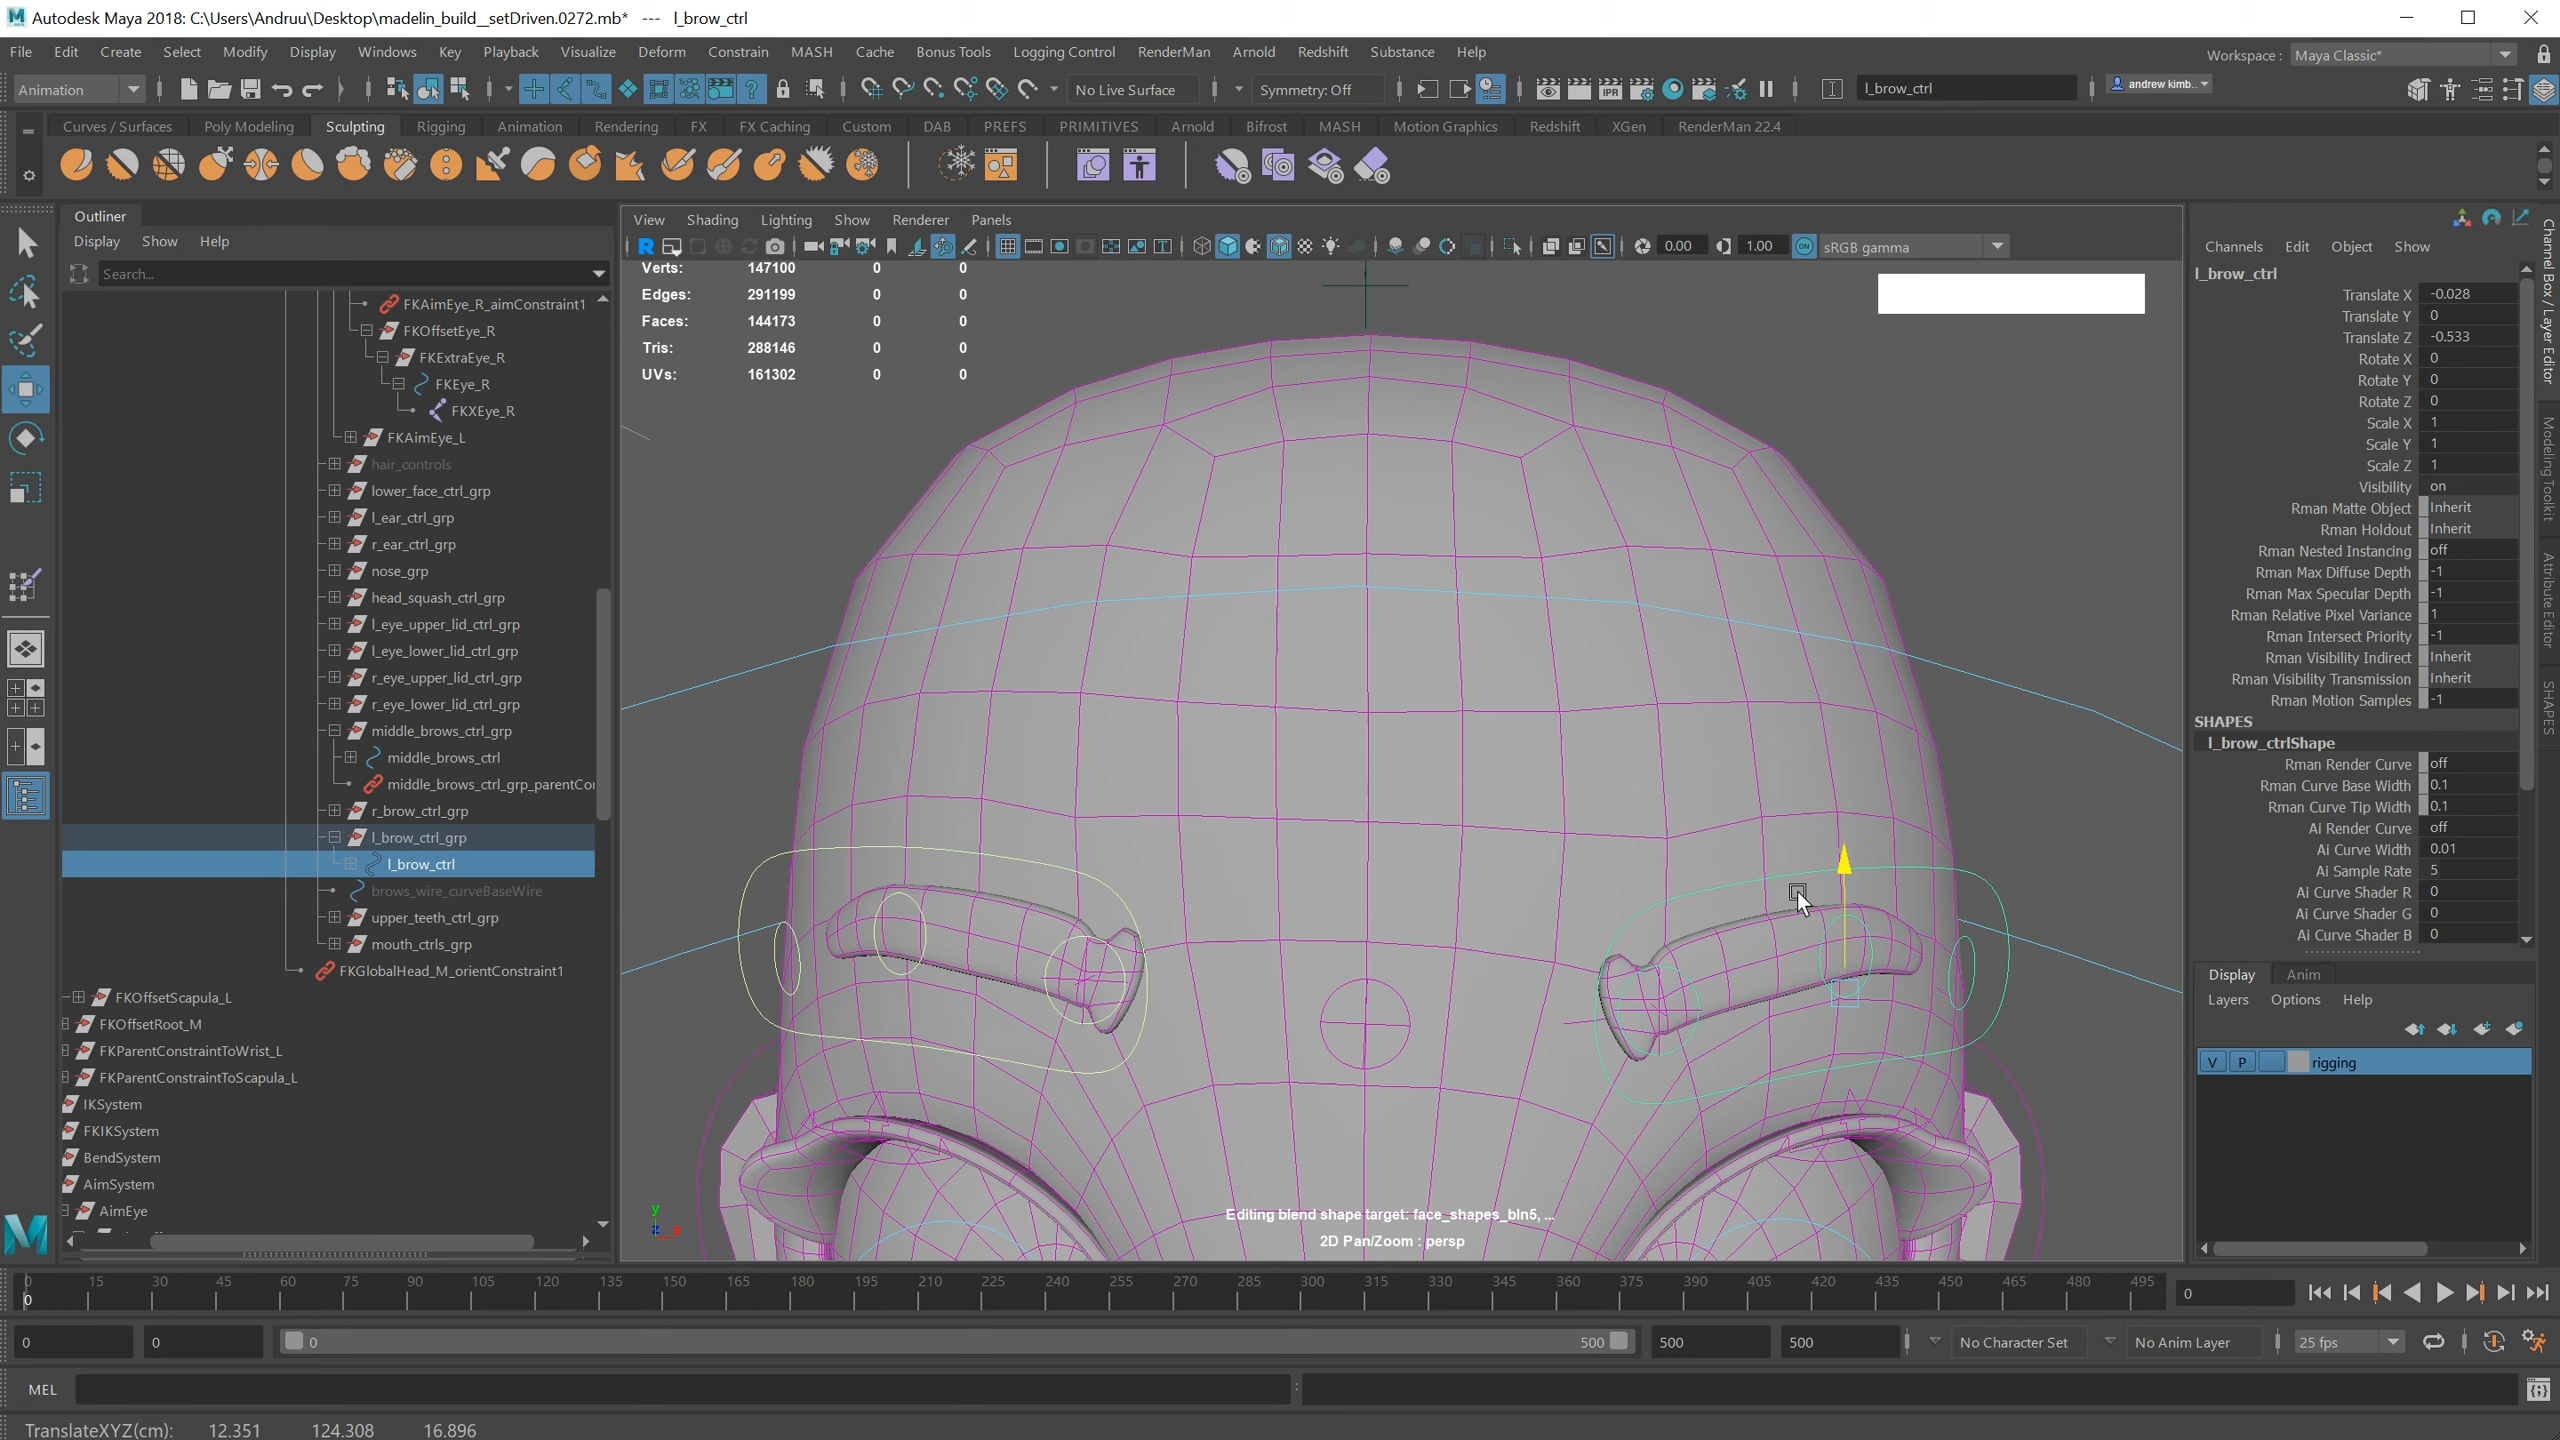 Autodesk Maya 2018: C:\Users\Andruu\Desktop\madelin_build__setDriven.0272.mb* --- l_brow_ctrl
File Edit Create Select Modify Display Windows Key Playback Visualize Deform Constrain MASH Cache Bonus Tools Logging Control RenderMan Arnold Redshift Substance Help
Workspace : Maya Classic*
Animation No Live Surface Symmetry: Off IPR l_brow_ctrl andrew kimb..
Curves / Surfaces Poly Modeling Sculpting Rigging Animation Rendering FX FX Caching Custom DAB PREFS PRIMITIVES Arnold Bifrost MASH Motion Graphics Redshift XGen RenderMan 22.4
Outliner
Display Show Help
Search...
FKAimEye_R_aimConstraint1
FKOffsetEye_R
FKExtraEye_R
FKEye_R
FKXEye_R
FKAimEye_L
hair_controls
lower_face_ctrl_grp
l_ear_ctrl_grp
r_ear_ctrl_grp
nose_grp
head_squash_ctrl_grp
l_eye_upper_lid_ctrl_grp
l_eye_lower_lid_ctrl_grp
r_eye_upper_lid_ctrl_grp
r_eye_lower_lid_ctrl_grp
middle_brows_ctrl_grp
middle_brows_ctrl
middle_brows_ctrl_grp_parentCo
r_brow_ctrl_grp
l_brow_ctrl_grp
l_brow_ctrl
brows_wire_curveBaseWire
upper_teeth_ctrl_grp
mouth_ctrls_grp
FKGlobalHead_M_orientConstraint1
FKOffsetScapula_L
FKOffsetRoot_M
FKParentConstraintToWrist_L
FKParentConstraintToScapula_L
IKSystem
FKIKSystem
BendSystem
AimSystem
AimEye
View Shading Lighting Show Renderer Panels
0.00 1.00 ON sRGB gamma
Verts: 147100 0 0
Edges: 291199 0 0
Faces: 144173 0 0
Tris: 288146 0 0
UVs: 161302 0 0
y
z x
Editing blend shape target: face_shapes_bln5, ...
2D Pan/Zoom : persp
Channels Edit Object Show
l_brow_ctrl
Translate X -0.028
Translate Y 0
Translate Z -0.533
Rotate X 0
Rotate Y 0
Rotate Z 0
Scale X 1
Scale Y 1
Scale Z 1
Visibility on
Rman Matte Object Inherit
Rman Holdout Inherit
Rman Nested Instancing off
Rman Max Diffuse Depth -1
Rman Max Specular Depth -1
Rman Relative Pixel Variance 1
Rman Intersect Priority -1
Rman Visibility Indirect Inherit
Rman Visibility Transmission Inherit
Rman Motion Samples -1
SHAPES
l_brow_ctrlShape
Rman Render Curve off
Rman Curve Base Width 0.1
Rman Curve Tip Width 0.1
Ai Render Curve off
Ai Curve Width 0.01
Ai Sample Rate 5
Ai Curve Shader R 0
Ai Curve Shader G 0
Ai Curve Shader B 0
Display Anim
Layers Options Help
V P rigging
Channel Box / Layer Editor
Modeling Toolkit
Attribute Editor
SHAPES
0 15 30 45 60 75 90 105 120 135 150 165 180 195 210 225 240 255 270 285 300 315 330 345 360 375 390 405 420 435 450 465 480 495
0 0
0 0 0 500 500 500 No Character Set No Anim Layer 25 fps
MEL
TranslateXYZ(cm): 12.351 124.308 16.896